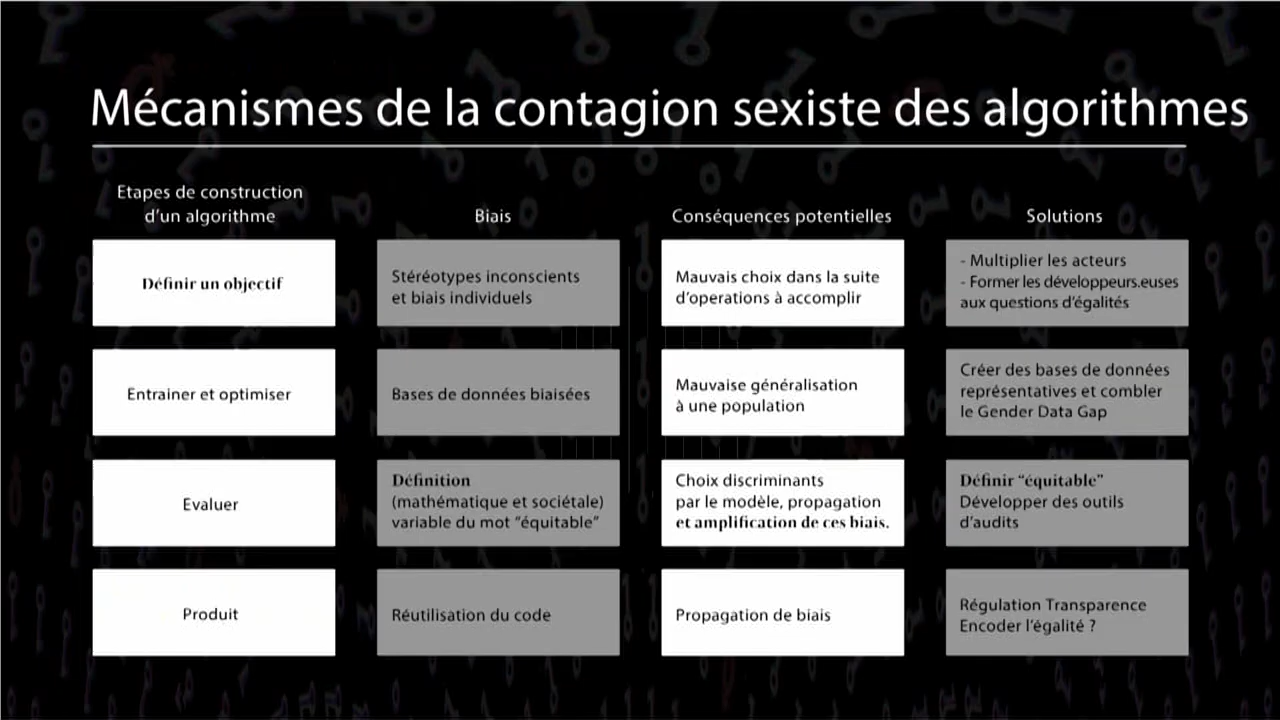 Mécanismes de la contagion sexiste des algorithmes
Etapes de construction
d'un algorithme
Biais
Conséquences potentielles
Solutions
Définir un objectif
Stéréotypes inconscients
et biais individuels
Mauvais choix dans la suite
d'operations à accomplir
- Multiplier les acteurs
- Former les développeurs.euses
aux questions d'égalités
Entrainer et optimiser
Bases de données biaisées
Mauvaise généralisation
à une population
Créer des bases de données
représentatives et combler
le Gender Data Gap
Evaluer
Définition
(mathématique et sociétale)
variable du mot "équitable"
Choix discriminants
par le modèle, propagation
et amplification de ces biais.
Définir "équitable"
Développer des outils
d'audits
Produit
Réutilisation du code
Propagation de biais
Régulation Transparence
Encoder l'égalité ?